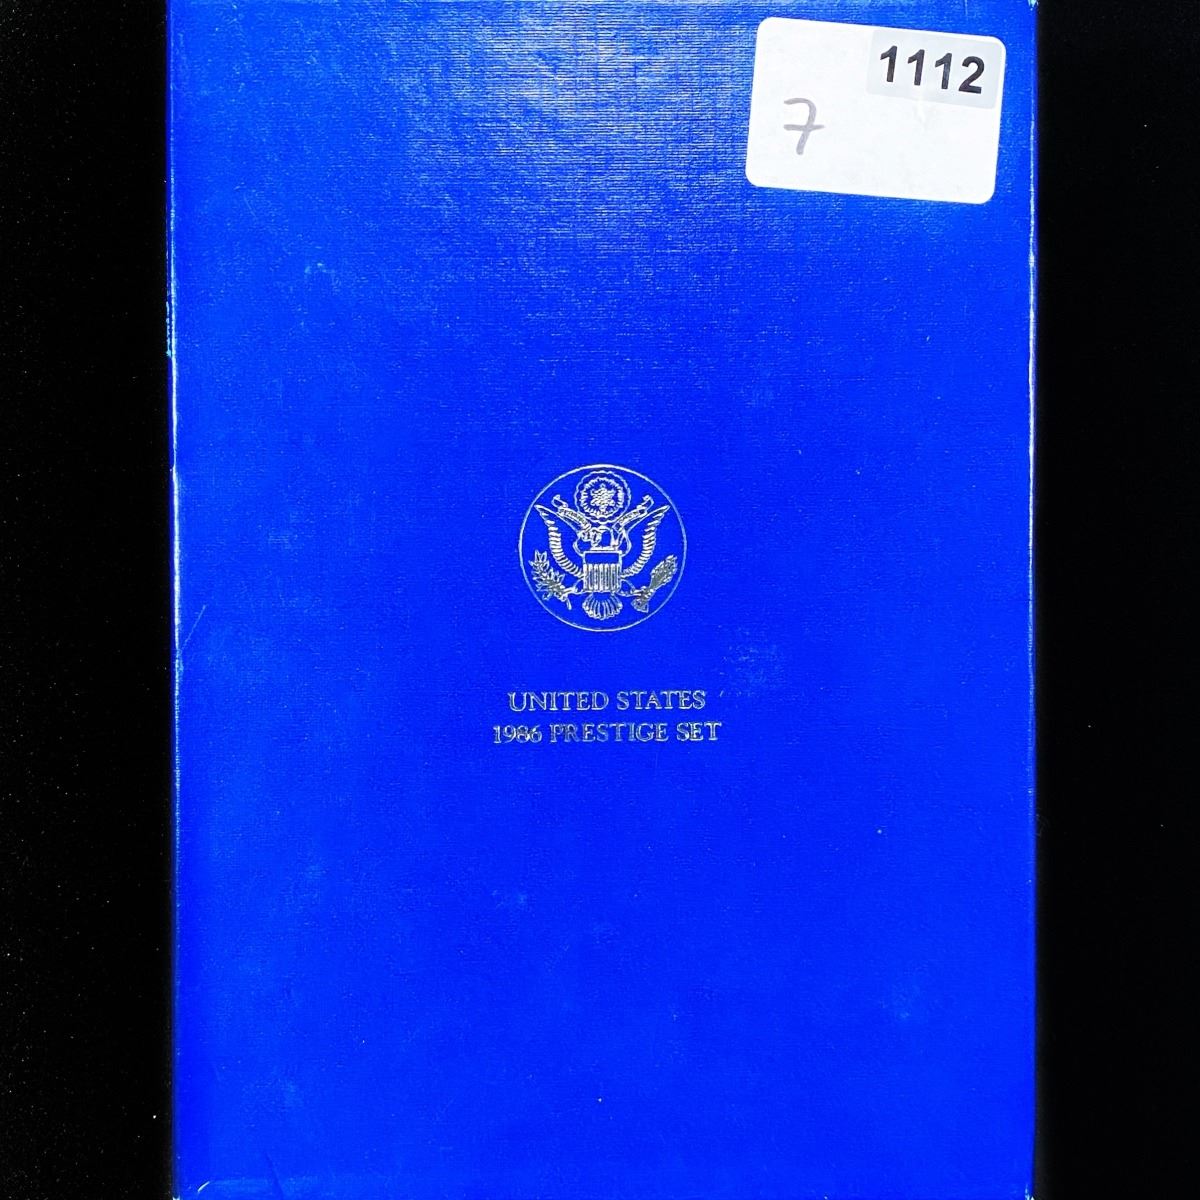 1112
7
UNITED STATES
1986 PRESTIGE SET